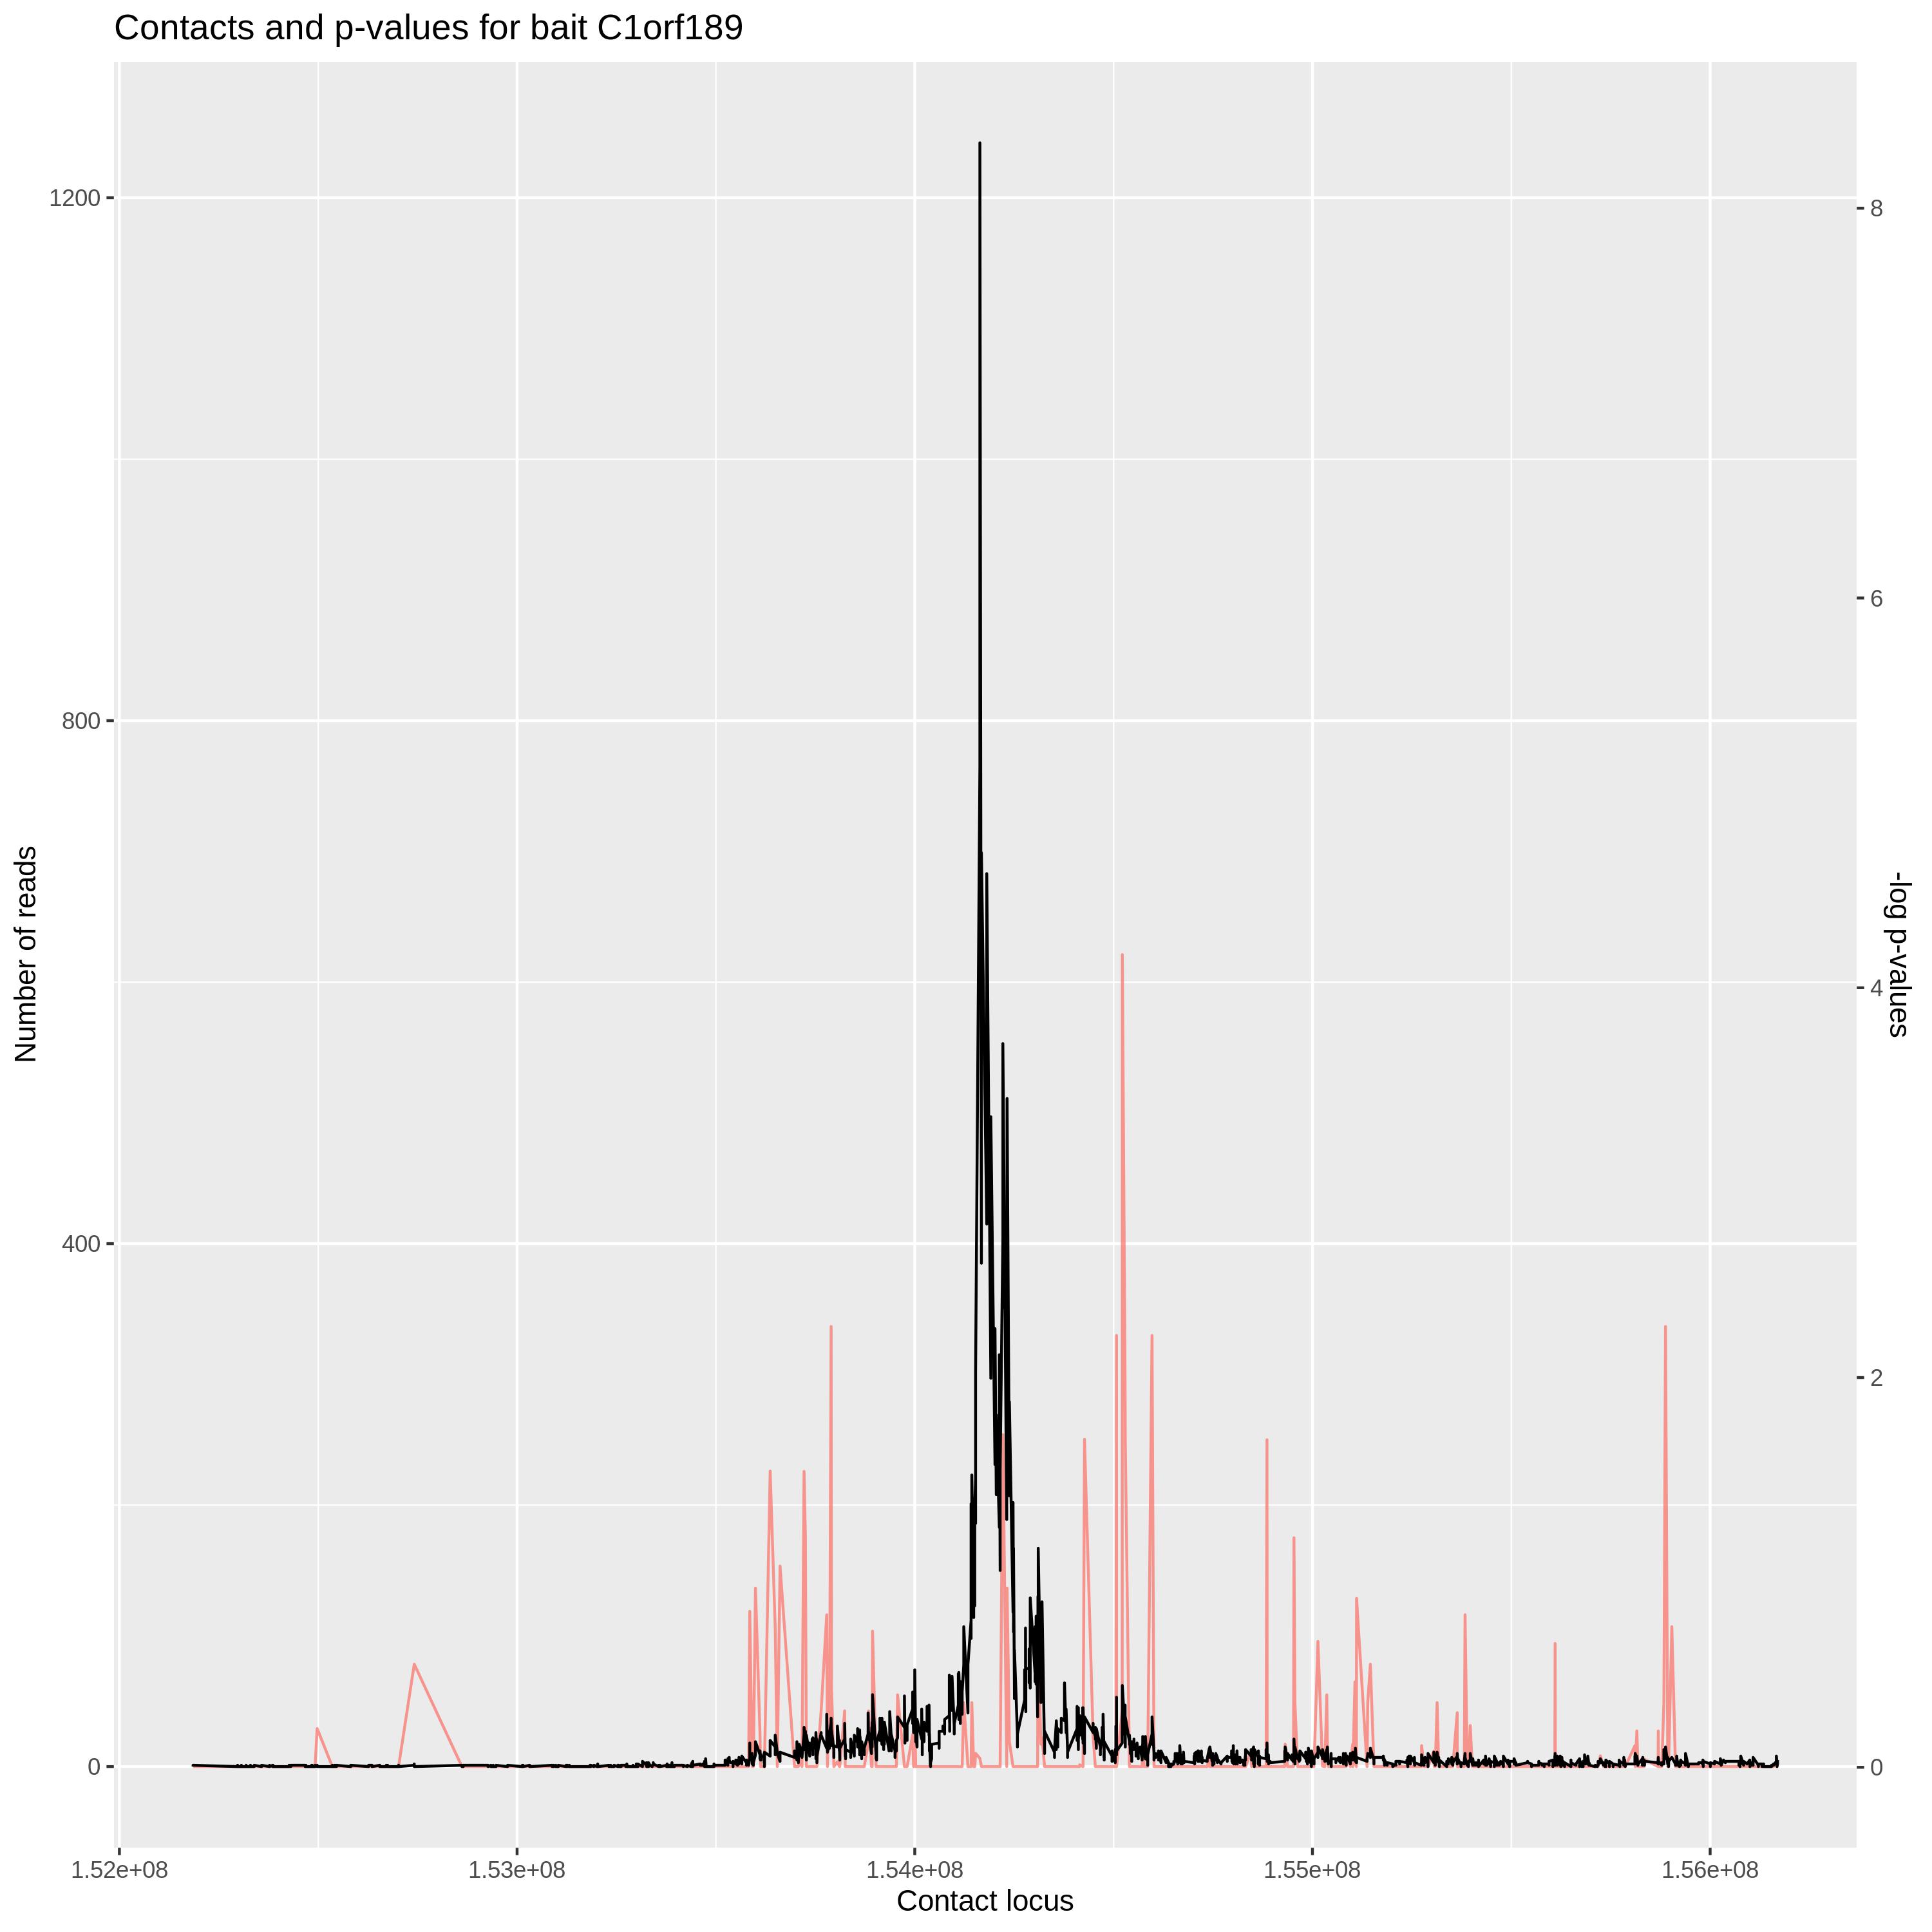 Contacts and p-values for bait C1orf189
1200
800
400
0
8
6
4
2
0
Number of reads
-log p-values
1.52e+08
1.53e+08
1.54e+08
1.55e+08
1.56e+08
Contact locus